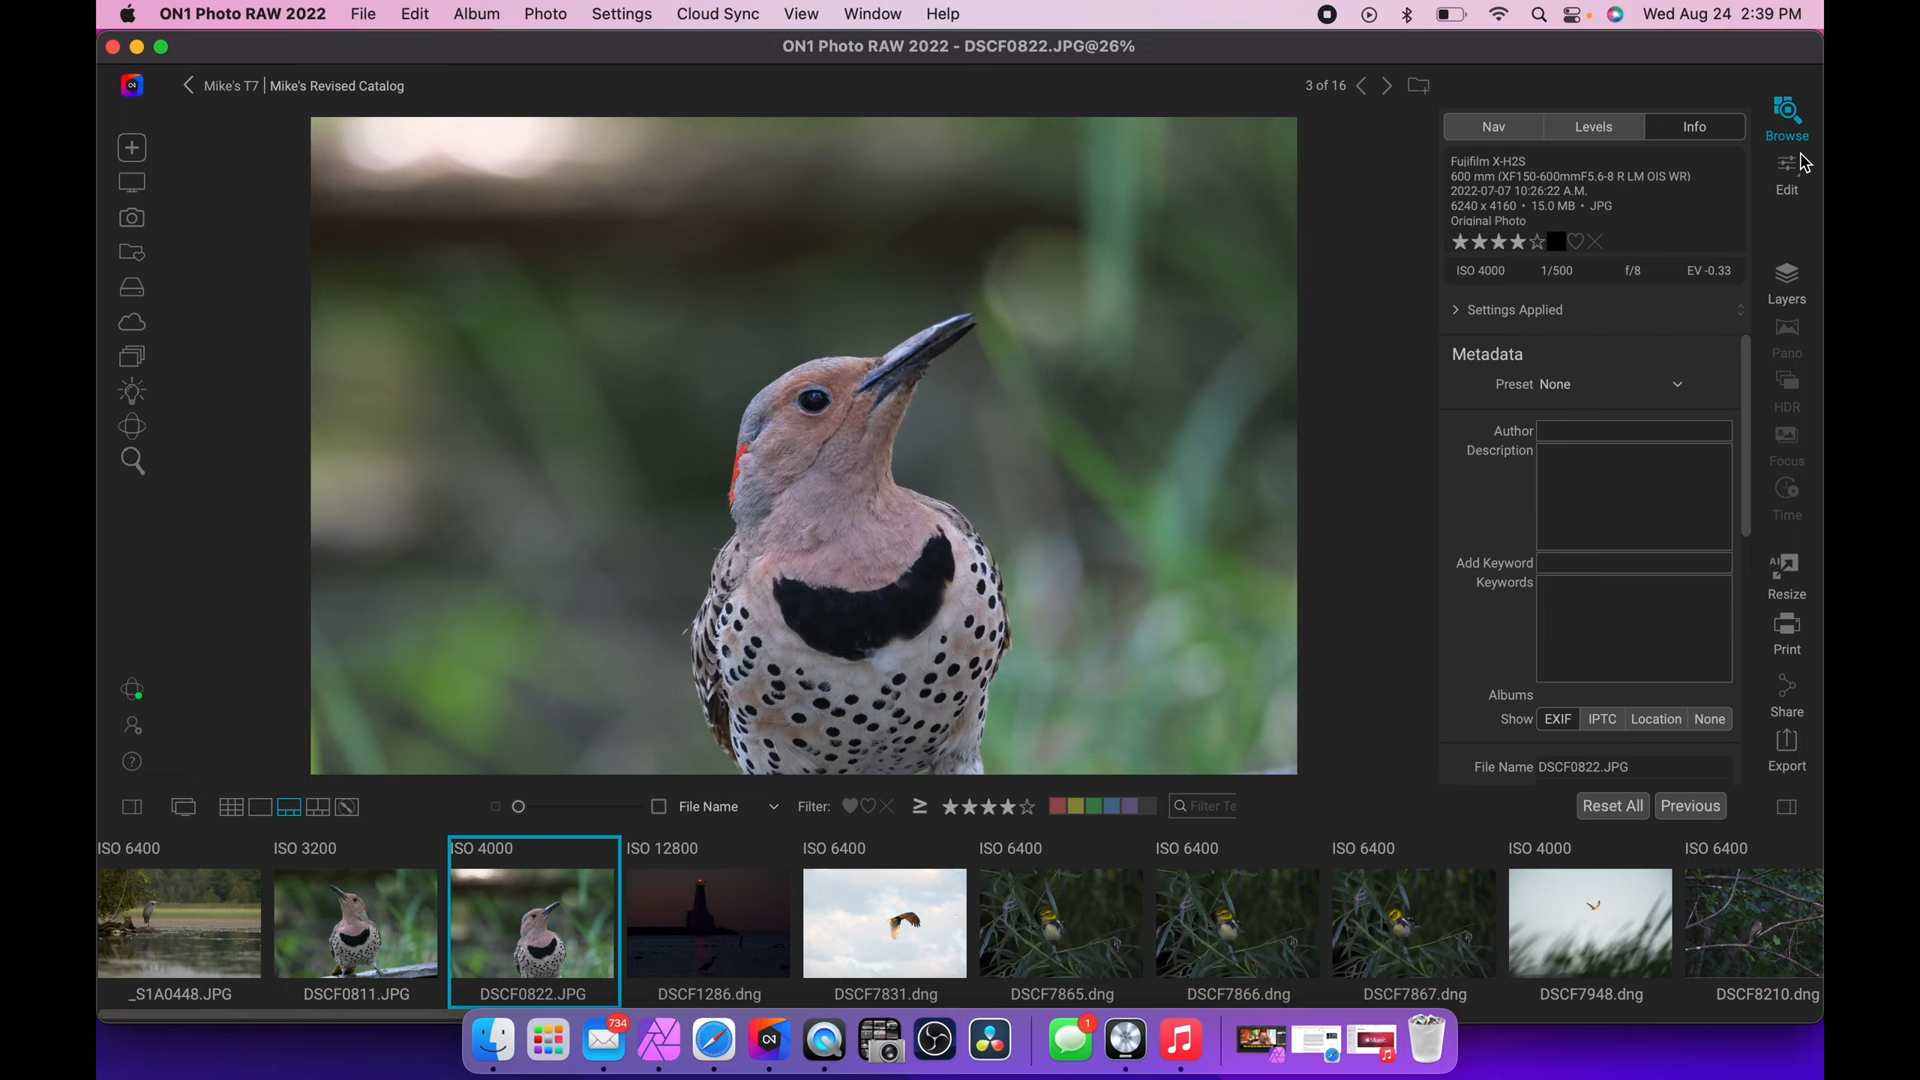 ON1 Photo RAW 2022 File Edit Album Photo Settings Cloud Sync View Window Help Wed Aug 24 2:39 PM
ON1 Photo RAW 2022 - DSCF0822.JPG@26%
Mike's T7 | Mike's Revised Catalog
3 of 16
Nav Levels Info
Browse
Edit
Fujifilm X-H2S
600 mm (XF150-600mmF5.6-8 R LM OIS WR)
2022-07-07 10:26:22 A.M.
6240 x 4160 • 15.0 MB • JPG
Original Photo
ISO 4000 1/500 f/8 EV -0.33
Settings Applied
Metadata
Preset None
Author
Description
Add Keyword
Keywords
Albums
Show EXIF IPTC Location None
File Name DSCF0822.JPG
Layers
Pano
HDR
Focus
Time
AI
Resize
Print
Share
Export
File Name
Filter:
≥
Filter Te
Reset All Previous
ISO 6400 ISO 3200 ISO 4000 ISO 12800 ISO 6400 ISO 6400 ISO 6400 ISO 6400 ISO 4000 ISO 6400
_S1A0448.JPG DSCF0811.JPG DSCF0822.JPG DSCF1286.dng DSCF7831.dng DSCF7865.dng DSCF7866.dng DSCF7867.dng DSCF7948.dng DSCF8210.dng
734
1